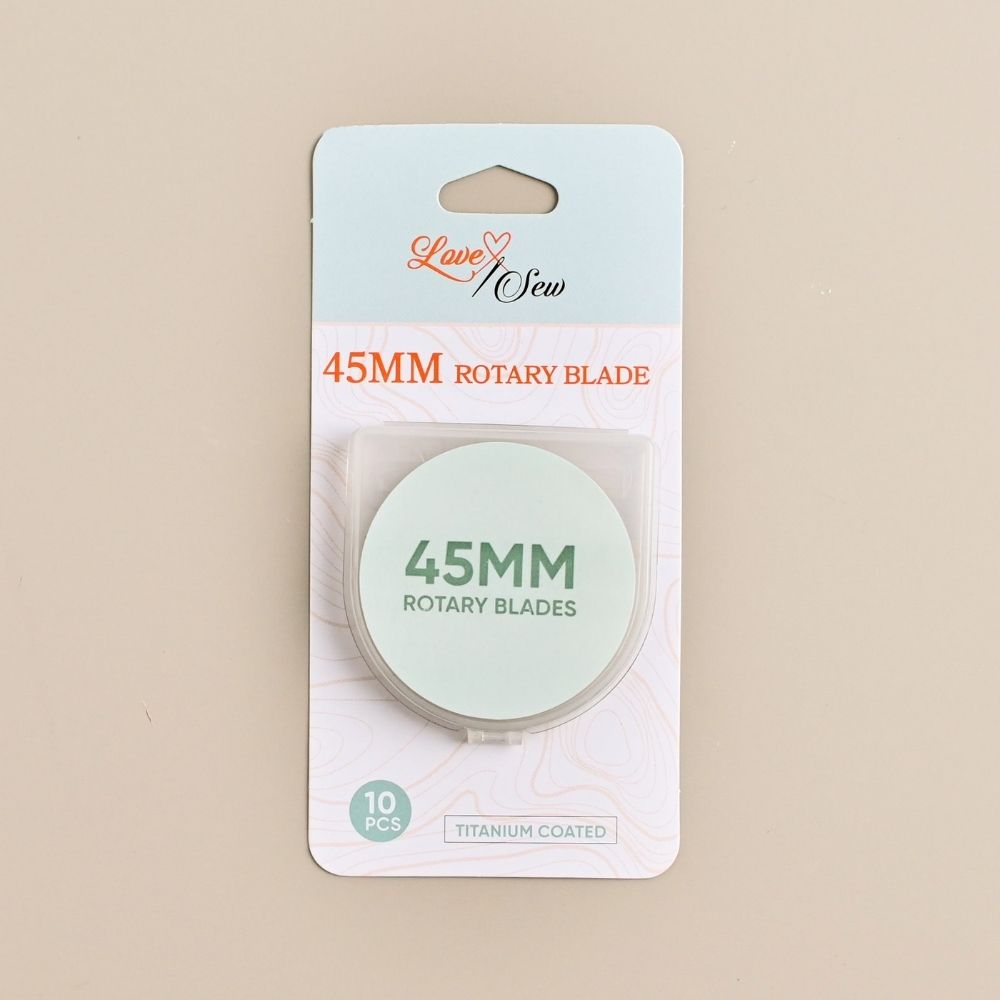 Love
Sew
45MM ROTARY BLADE
45MM
ROTARY BLADES
10
PCS
TITANIUM COATED